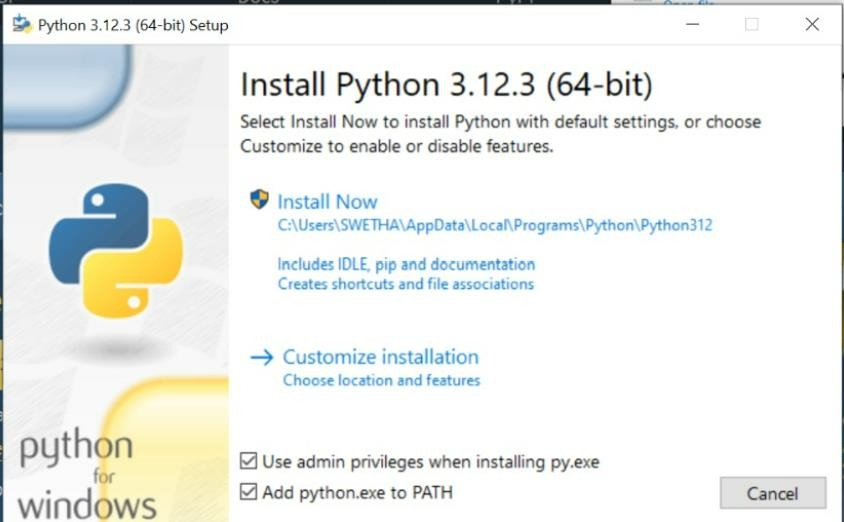 Python 3.12.3 (64-bit) Setup
Install Python 3.12.3 (64-bit)
Select Install Now to install Python with default settings, or choose
Customize to enable or disable features.
Install Now
C:\Users\SWETHA\AppData\Local\Programs\Python\Python312
Includes IDLE, pip and documentation
Creates shortcuts and file associations
Customize installation
Choose location and features
Use admin privileges when installing py.exe
Add python.exe to PATH
Cancel
python
for
windows